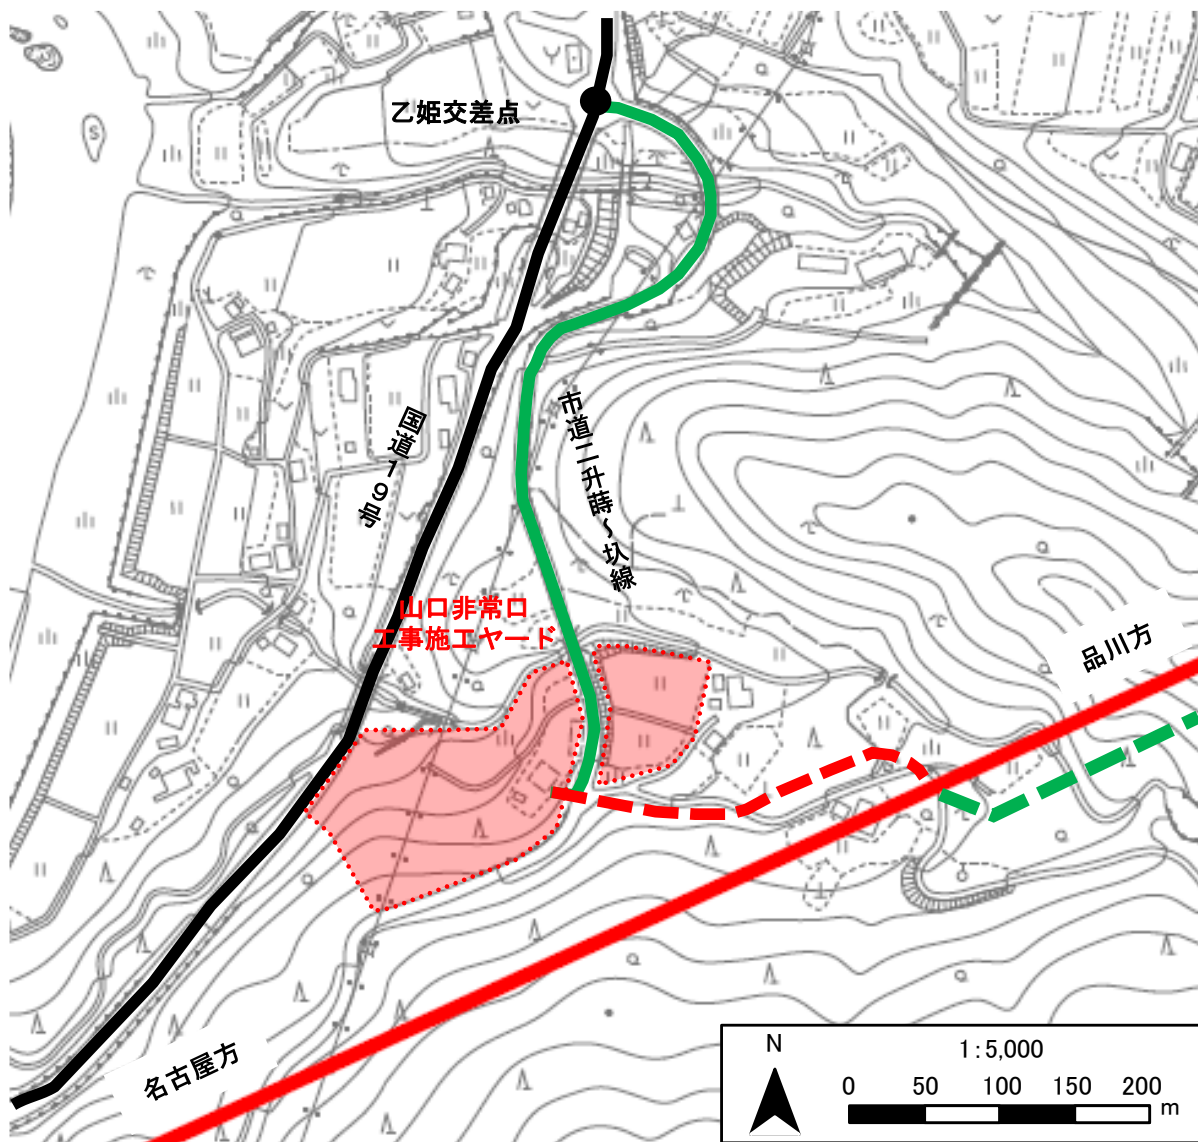 乙姫交差点
国道19号
市道二升蒔～圦線
山口非常口
工事施工ヤード
品川方
名古屋方
N
1:5,000
0 50 100 150 200
m